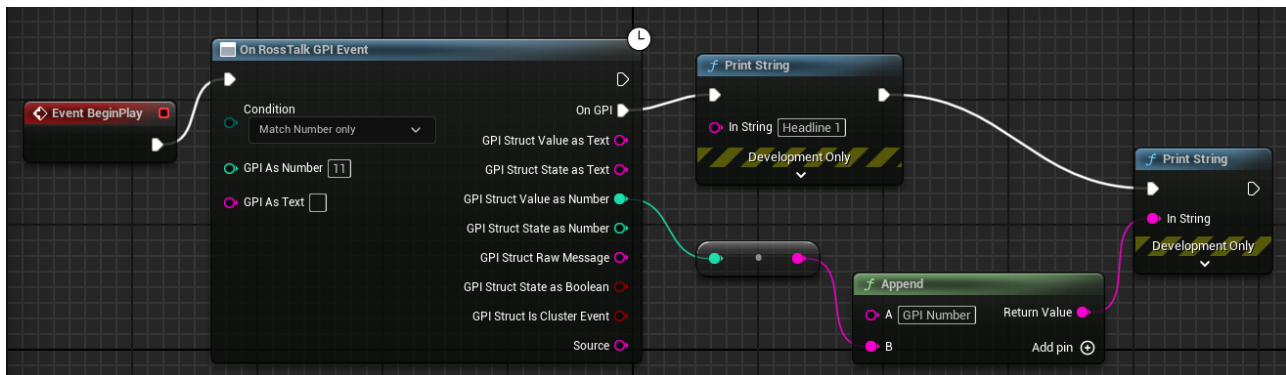 Event BeginPlay
On RossTalk GPI Event
Condition
Match Number only
GPI As Number 11
GPI As Text
On GPI
GPI Struct Value as Text
GPI Struct State as Text
GPI Struct Value as Number
GPI Struct State as Number
GPI Struct Raw Message
GPI Struct State as Boolean
GPI Struct Is Cluster Event
Source
f Print String
In String Headline 1
Development Only
f Append
A GPI Number
Return Value
B
Add pin
f Print String
In String
Development Only